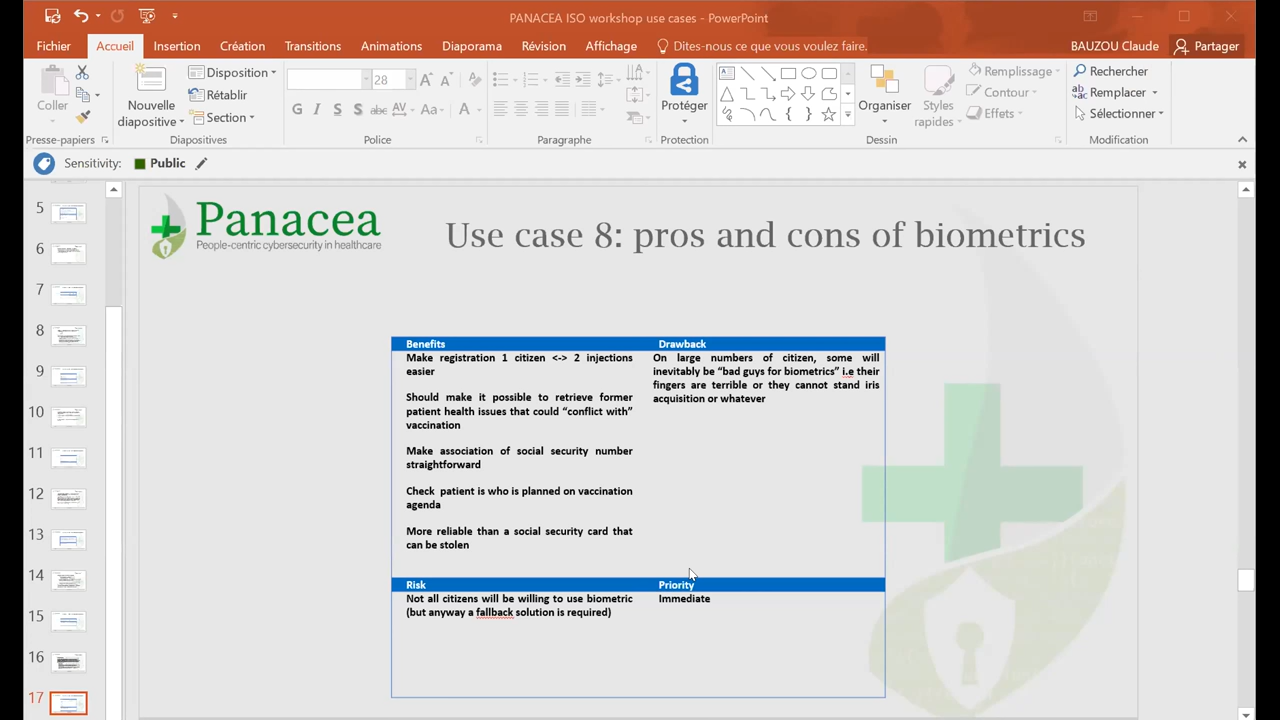 PANACEA ISO workshop use cases - PowerPoint
Fichier Accueil Insertion Création Transitions Animations Diaporama Révision Affichage Dites-nous ce que vous voulez faire. BAUZOU Claude Partager
Coller
Nouvelle
diapositive
Disposition
Rétablir
Section
28
G I S S abc AV Aa A
Protéger
Organiser
Styles
rapides
Remplissage
Contour
Effets
Rechercher
Remplacer
Sélectionner
Presse-papiers Diapositives Police Paragraphe Protection Dessin Modification
Sensitivity: Public
5
6
7
8
9
10
11
12
13
14
15
16
17
Panacea
People-centric cybersecurity in healthcare
Use case 8: pros and cons of biometrics
Benefits
Make registration 1 citizen <-> 2 injections
easier
Should make it possible to retrieve former
patient health issues that could “conflict with”
vaccination
Make association of social security number
straightforward
Check patient is who is planned on vaccination
agenda
More reliable than a social security card that
can be stolen
Drawback
On large numbers of citizen, some will
inevitably be “bad guys for biometrics” i.e their
fingers are terrible or they cannot stand iris
acquisition or whatever
Risk
Not all citizens will be willing to use biometric
(but anyway a fallback solution is required)
Priority
Immediate